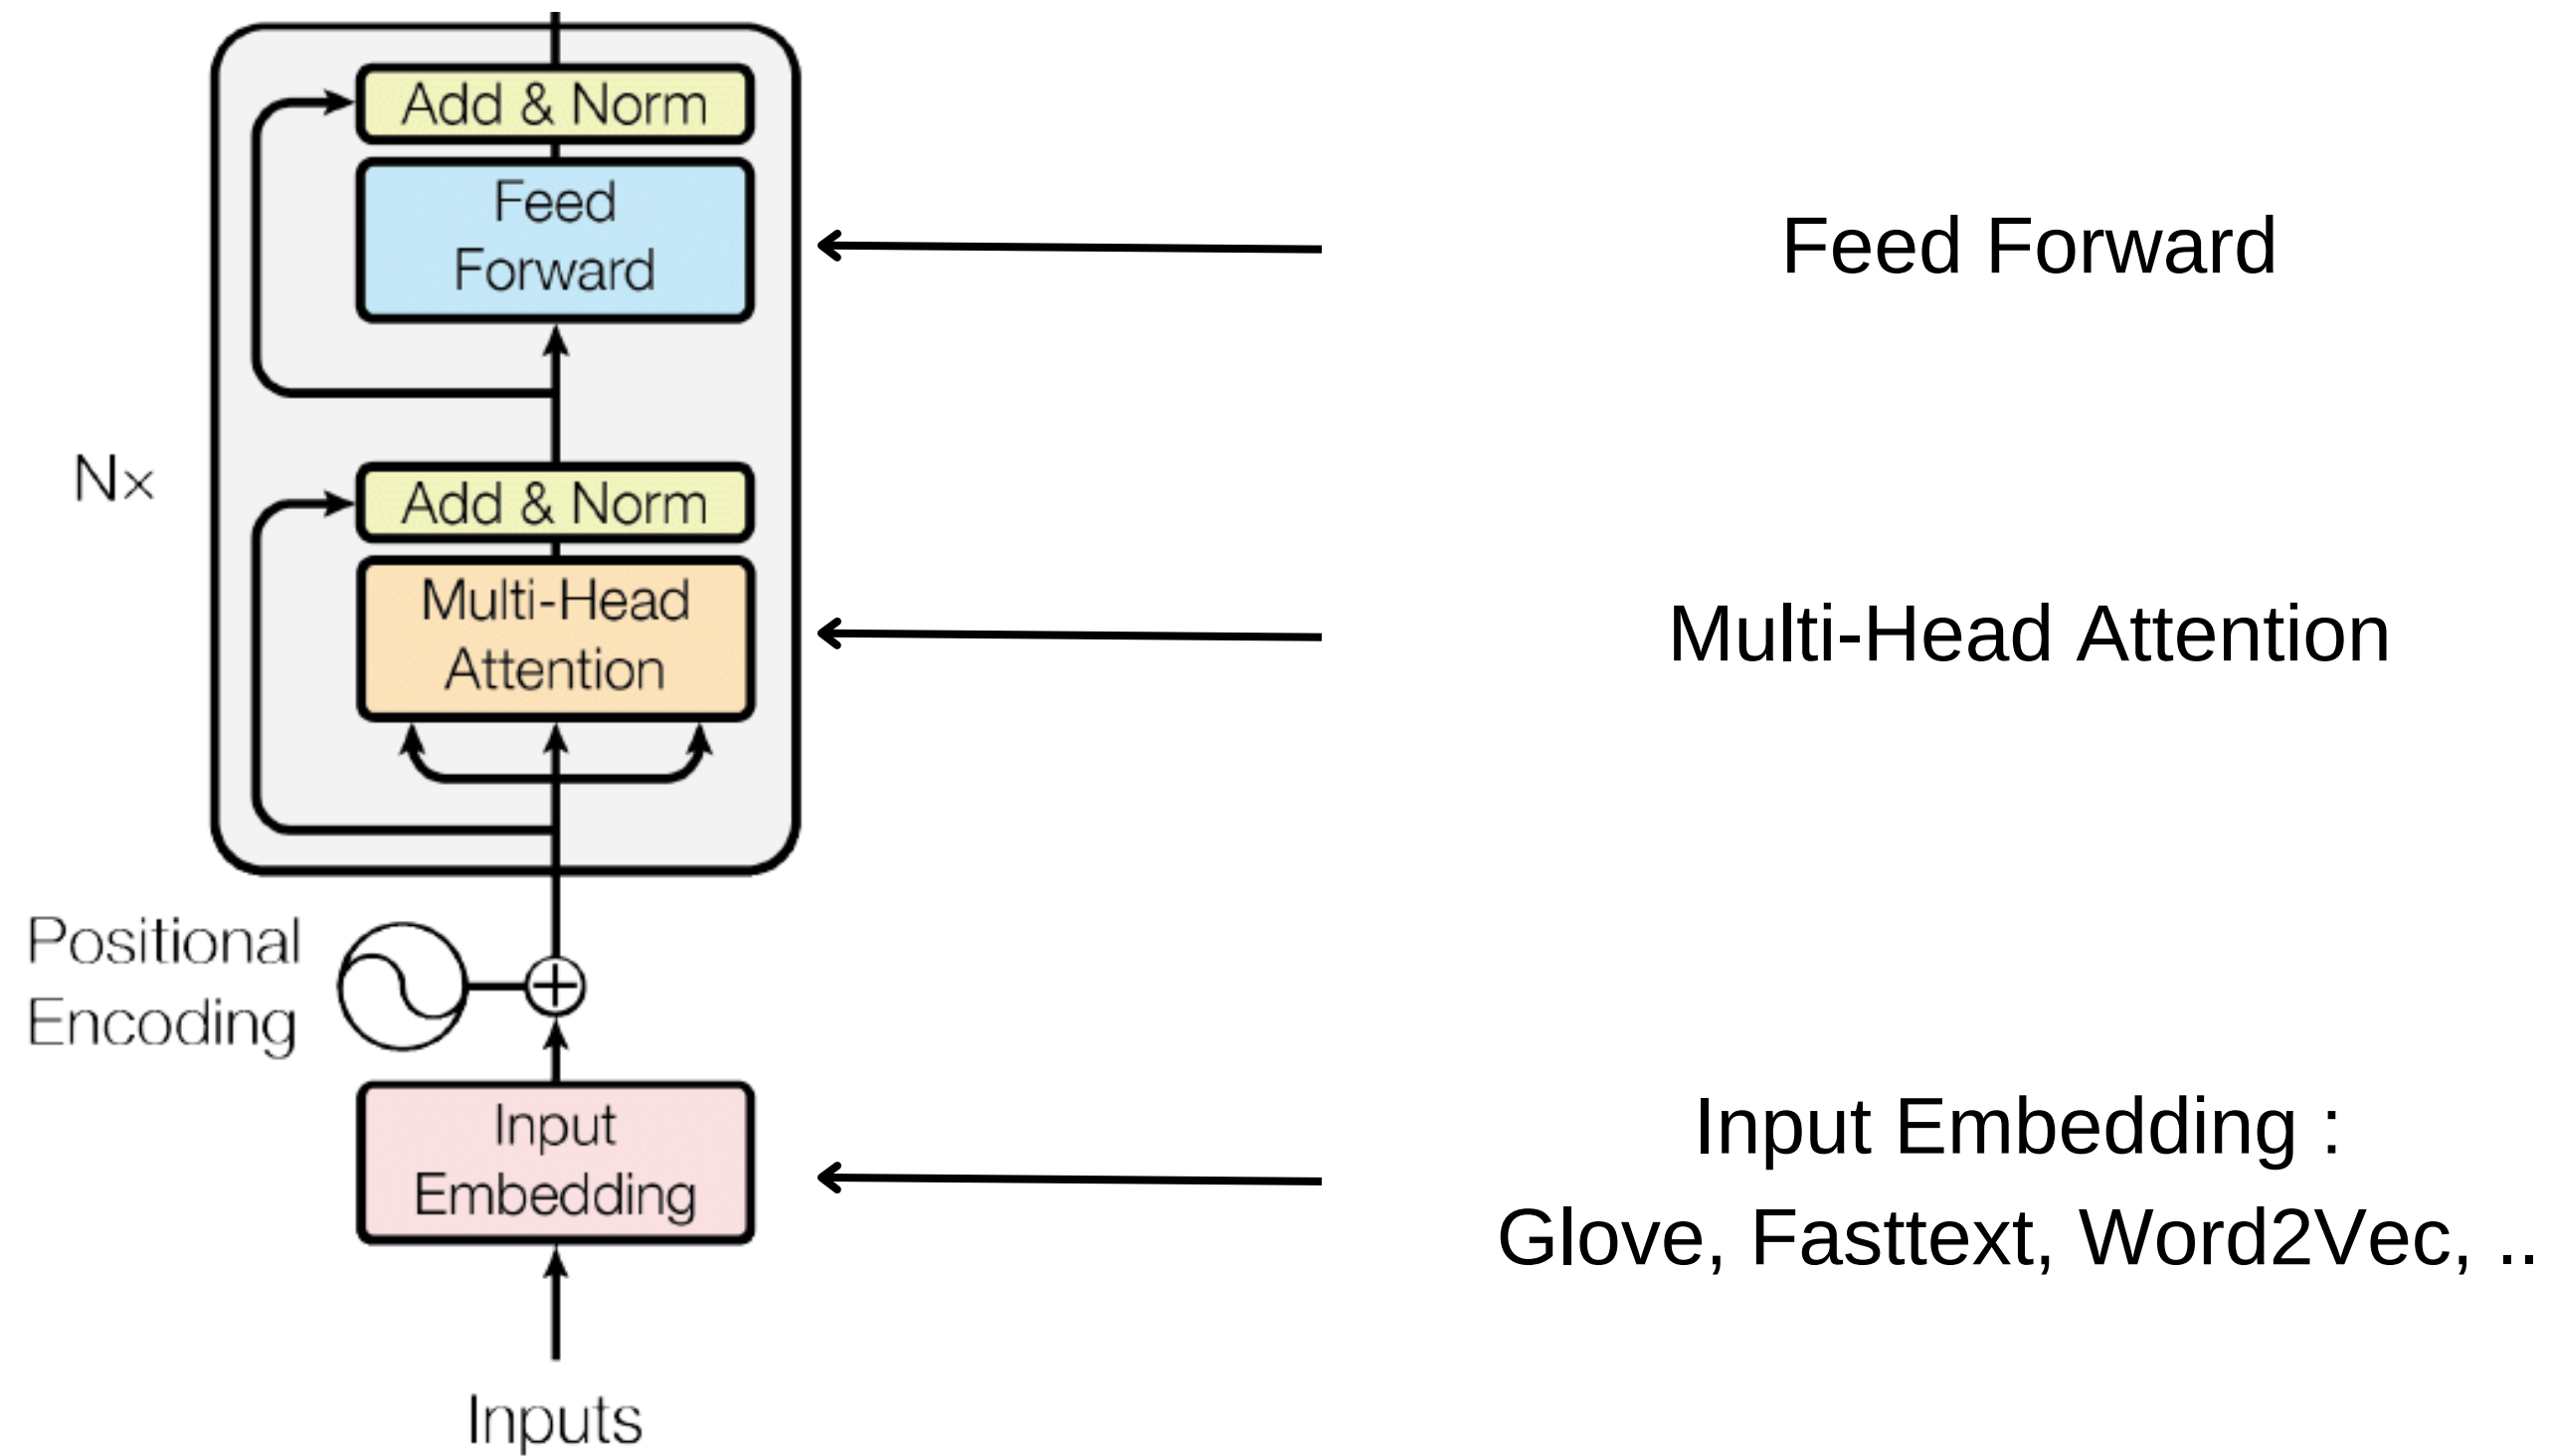 Add & Norm
Feed
Forward
Feed Forward
N×
Add & Norm
Multi-Head
Attention
Multi-Head Attention
Positional
Encoding
Input
Embedding
Input Embedding :
Glove, Fasttext, Word2Vec, ..
Inputs